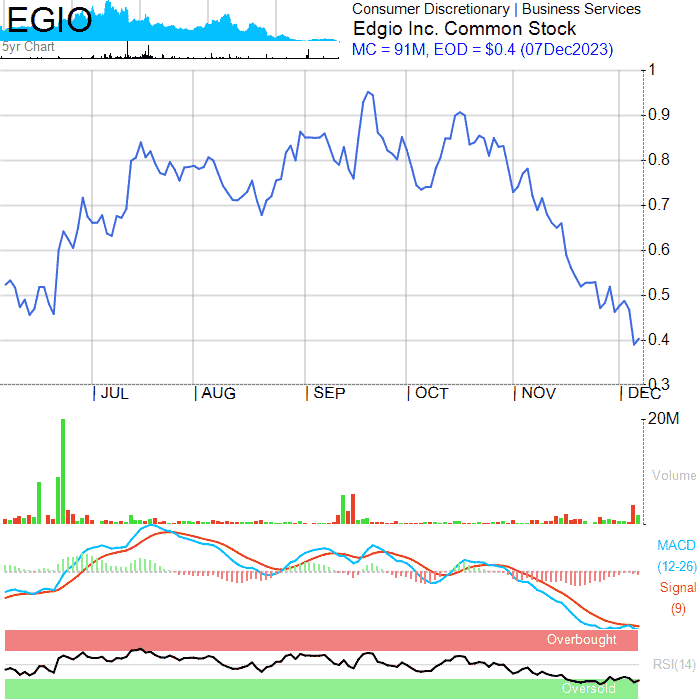 EGIO
5yr Chart
Consumer Discretionary | Business Services
Edgio Inc. Common Stock
MC = 91M, EOD = $0.4 (07Dec2023)
1
0.9
0.8
0.7
0.6
0.5
0.4
0.3
JUL AUG SEP OCT NOV DEC
20M
Volume
MACD
(12-26)
Signal
(9)
Overbought
RSI(14)
Oversold